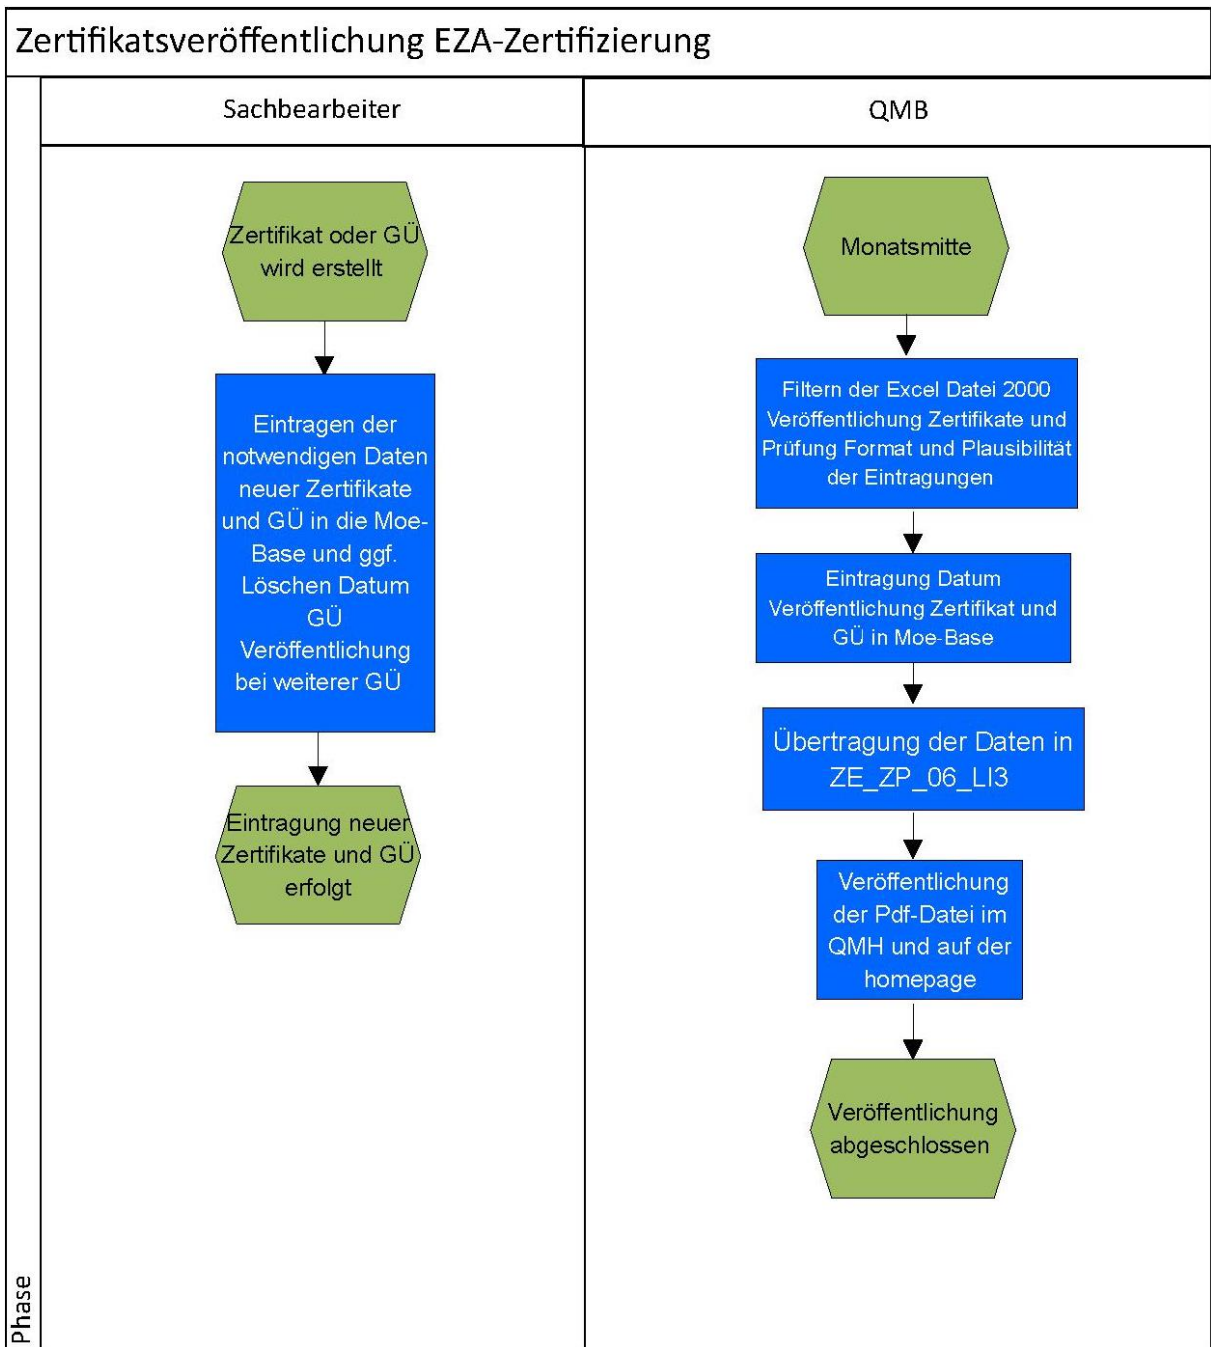 Zertifikatsveröffentlichung EZA-Zertifizierung
Sachbearbeiter
QMB
Zertifikat oder GÜ
wird erstellt
Eintragen der
notwendigen Daten
neuer Zertifikate
und GÜ in die Moe-
Base und ggf.
Löschen Datum
GÜ
Veröffentlichung
bei weiterer GÜ
Eintragung neuer
Zertifikate und GÜ
erfolgt
Monatsmitte
Filtern der Excel Datei 2000
Veröffentlichung Zertifikate und
Prüfung Format und Plausibilität
der Eintragungen
Eintragung Datum
Veröffentlichung Zertifikat und
GÜ in Moe-Base
Übertragung der Daten in
ZE_ZP_06_LI3
Veröffentlichung
der Pdf-Datei im
QMH und auf der
homepage
Veröffentlichung
abgeschlossen
Phase